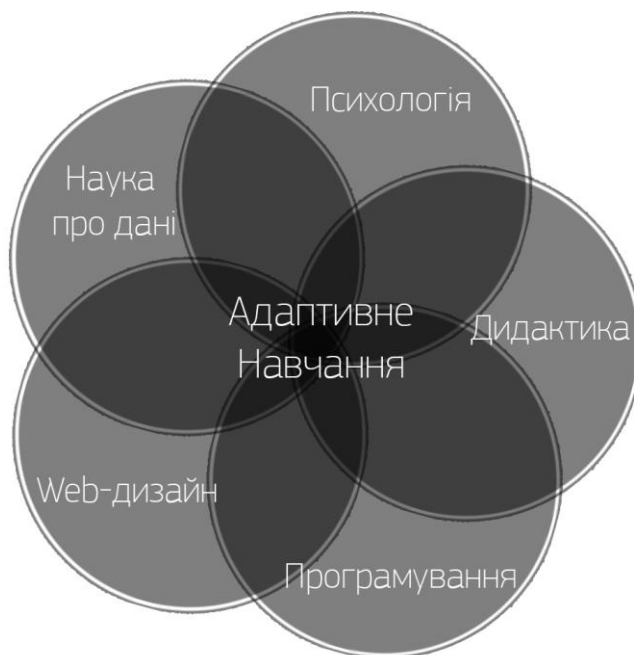 Психологія
Наука
про дані
Адаптивне
Навчання
Дидактика
Web-дизайн
Програмування